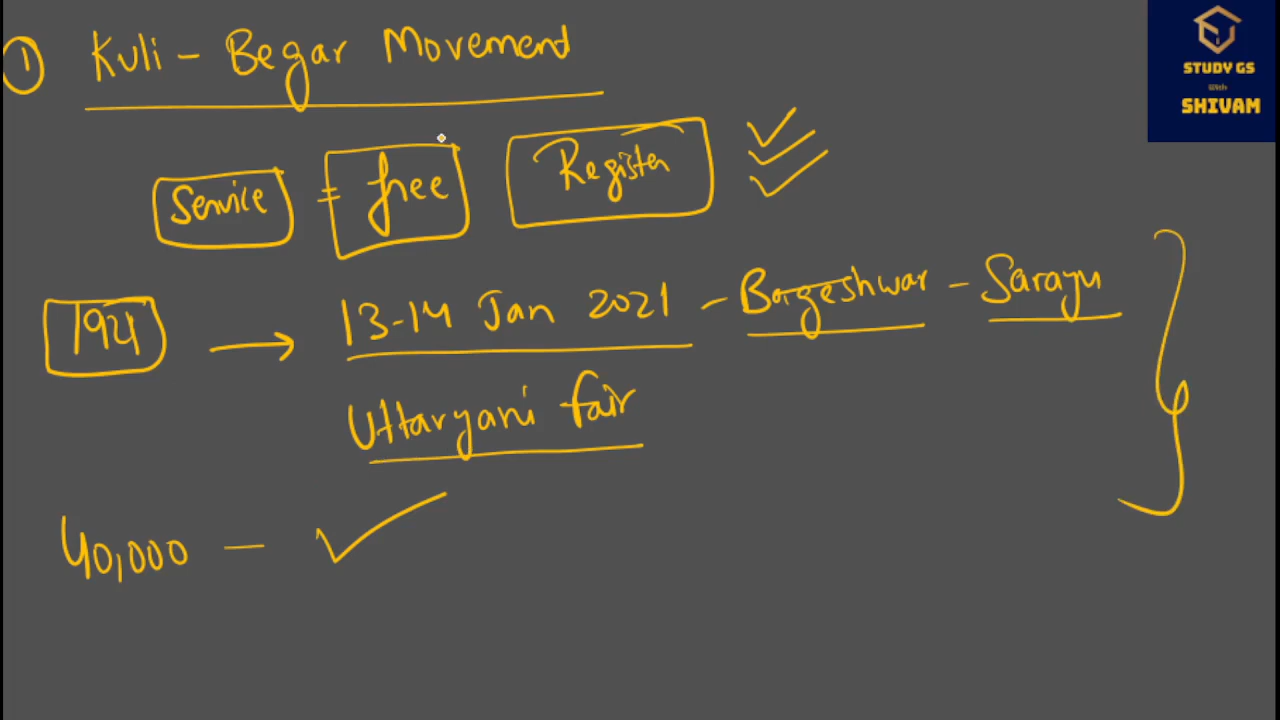 ① Kuli - Begar Movement
STUDY GS
With
SHIVAM
Service = free Register
1921 → 13-14 Jan 2021 - Bageshwar - Sarayu
Uttaryani fair
40,000 -